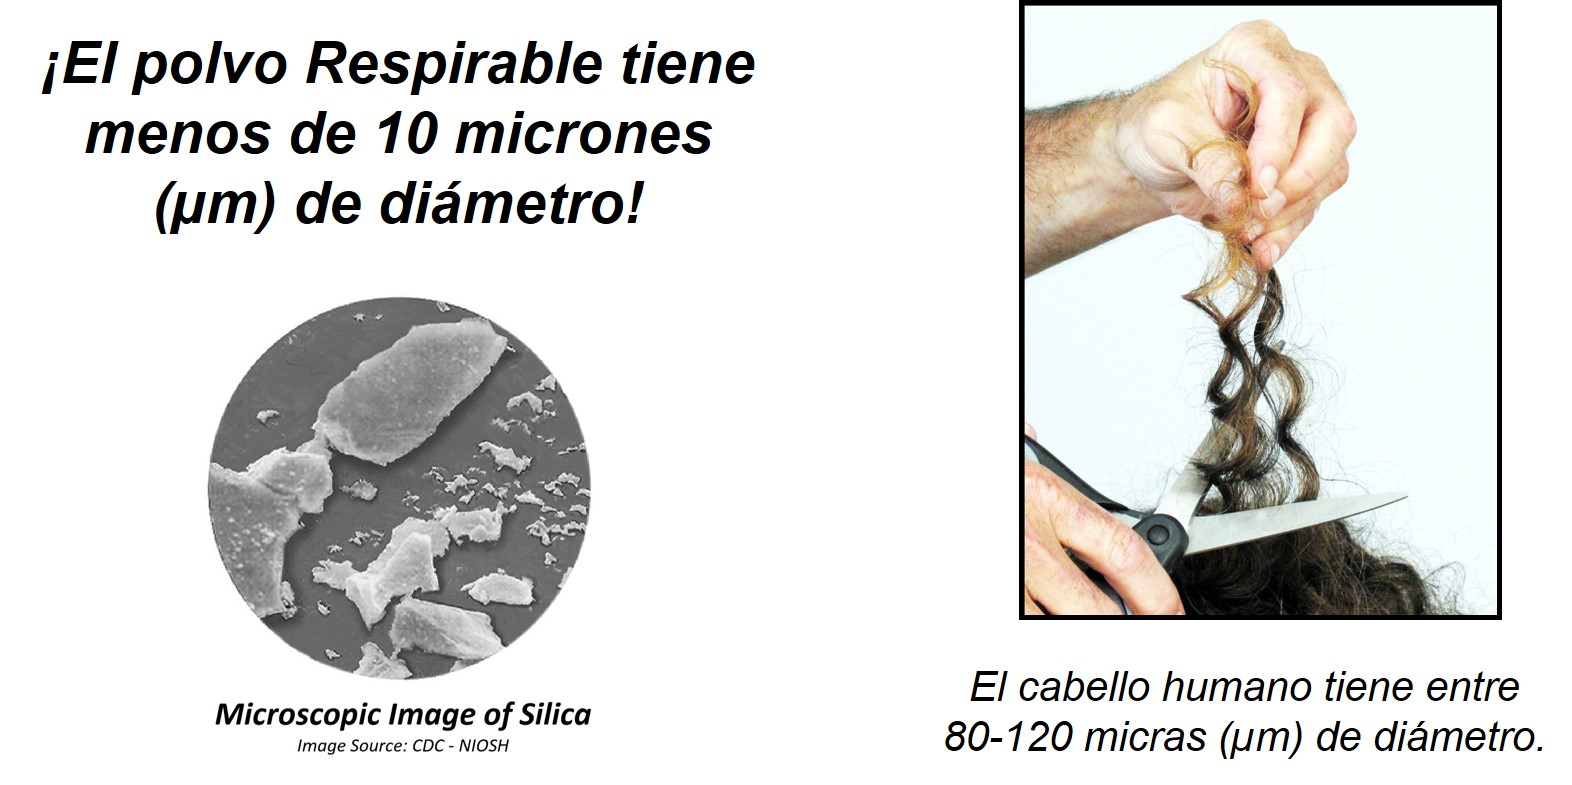 ¡El polvo Respirable tiene
menos de 10 micrones
(µm) de diámetro!
Microscopic Image of Silica
Image Source: CDC - NIOSH
El cabello humano tiene entre
80-120 micras (µm) de diámetro.